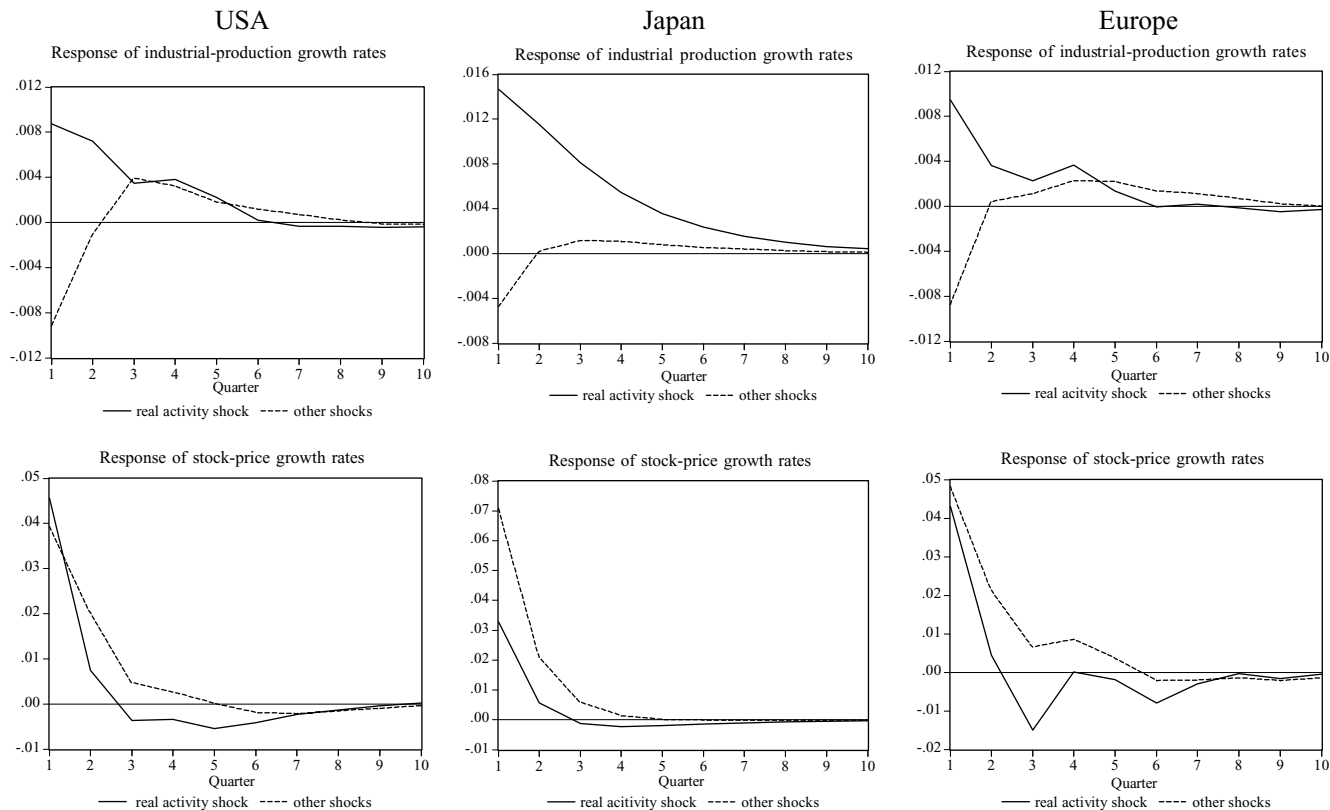 USA
Response of industrial-production growth rates
.012
.008
.004
.000
-.004
-.008
-.012
1 2 3 4 5 6 7 8 9 10
Quarter
real activity shock other shocks
Japan
Response of industrial production growth rates
.016
.012
.008
.004
.000
-.004
-.008
1 2 3 4 5 6 7 8 9 10
Quarter
real activity shock other shocks
Europe
Response of industrial-production growth rates
.012
.008
.004
.000
-.004
-.008
-.012
1 2 3 4 5 6 7 8 9 10
Quarter
real acitivity shock other shocks
Response of stock-price growth rates
.05
.04
.03
.02
.01
.00
-.01
1 2 3 4 5 6 7 8 9 10
Quarter
real activity shock other shocks
Response of stock-price growth rates
.08
.07
.06
.05
.04
.03
.02
.01
.00
-.01
1 2 3 4 5 6 7 8 9 10
Quarter
real activity shock other shocks
Response of stock-price growth rates
.05
.04
.03
.02
.01
.00
-.01
-.02
1 2 3 4 5 6 7 8 9 10
Quarter
real activity shock other shocks